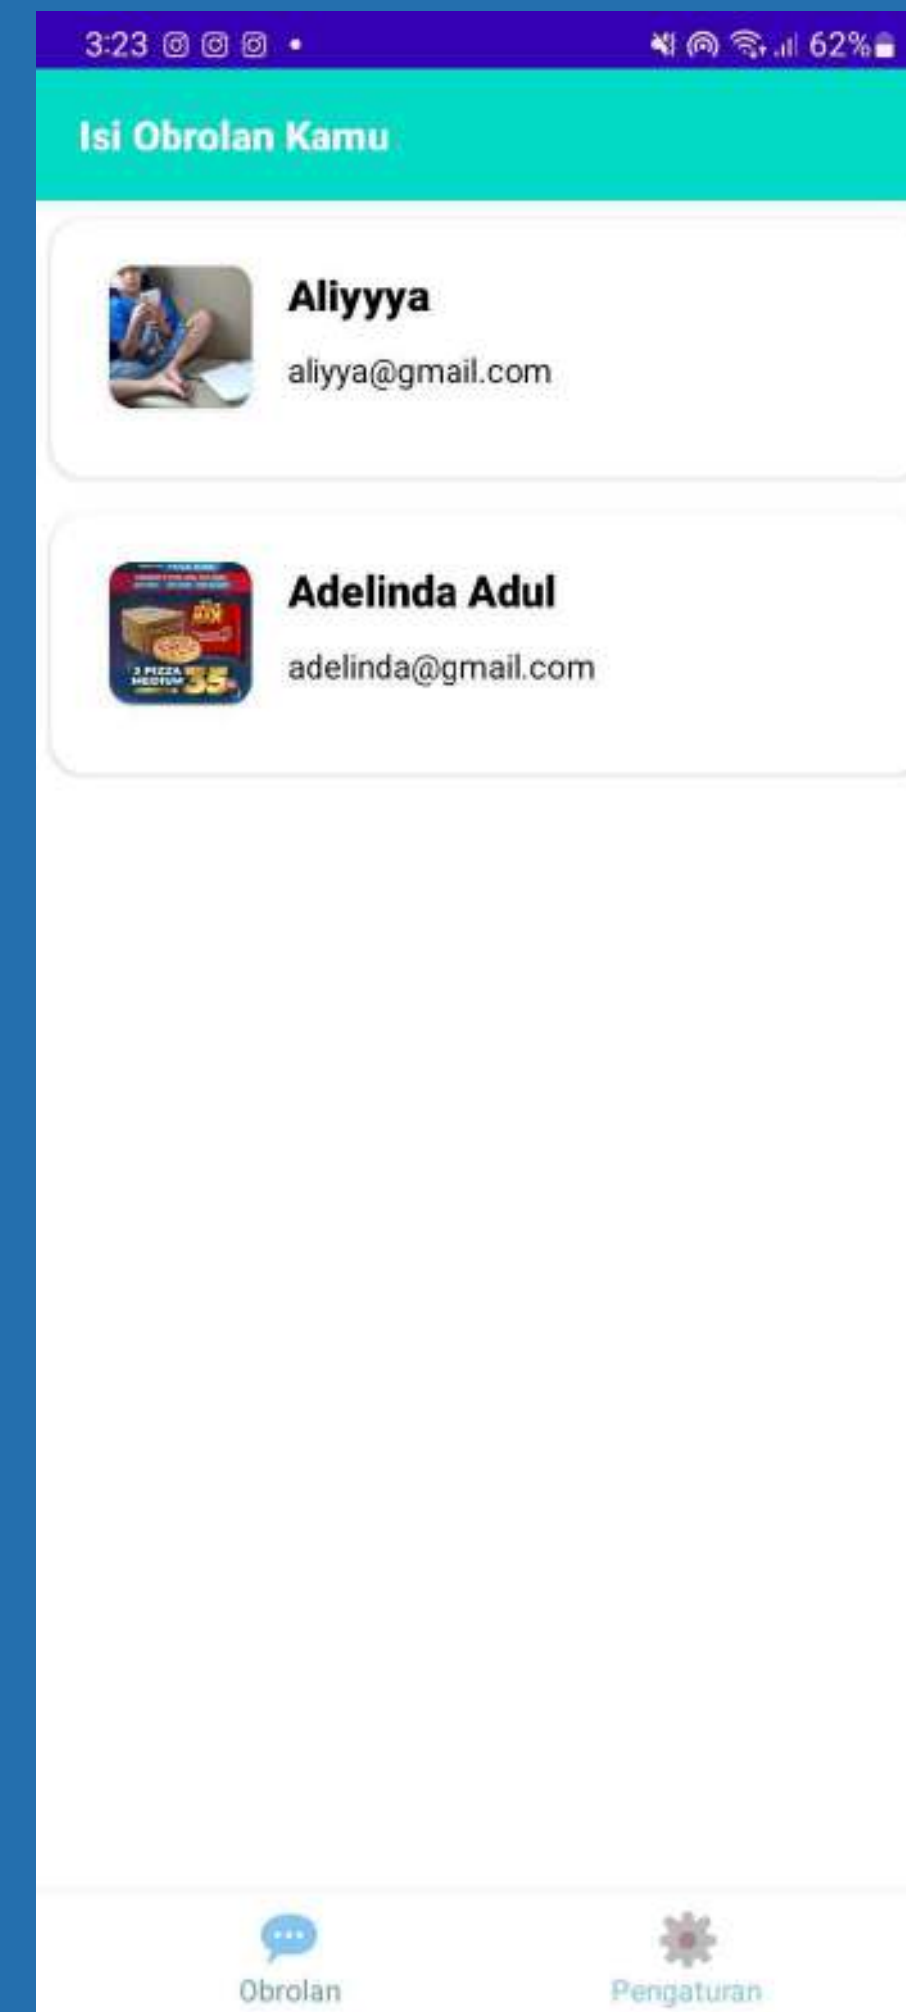 3:23
62%
Isi Obrolan Kamu
Aliyyya
aliyya@gmail.com
Adelinda Adul
3 PIZZA
MEDIUM
35
adelinda@gmail.com
Obrolan
Pengaturan